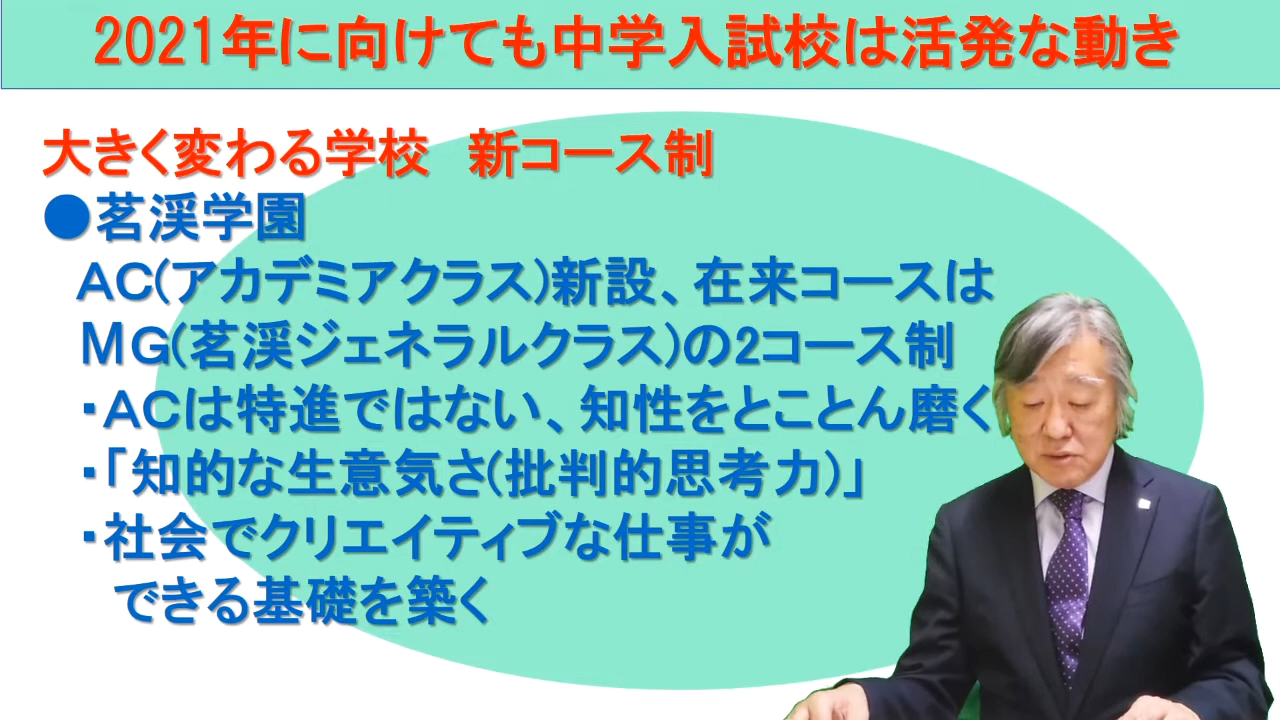 2021年に向けても中学入試校は活発な動き
大きく変わる学校　新コース制
●茗渓学園
AC(アカデミアクラス)新設、在来コースは
MG(茗渓ジェネラルクラス)の2コース制
・ACは特進ではない、知性をとことん磨く
・「知的な生意気さ(批判的思考力)」
・社会でクリエイティブな仕事が
できる基礎を築く